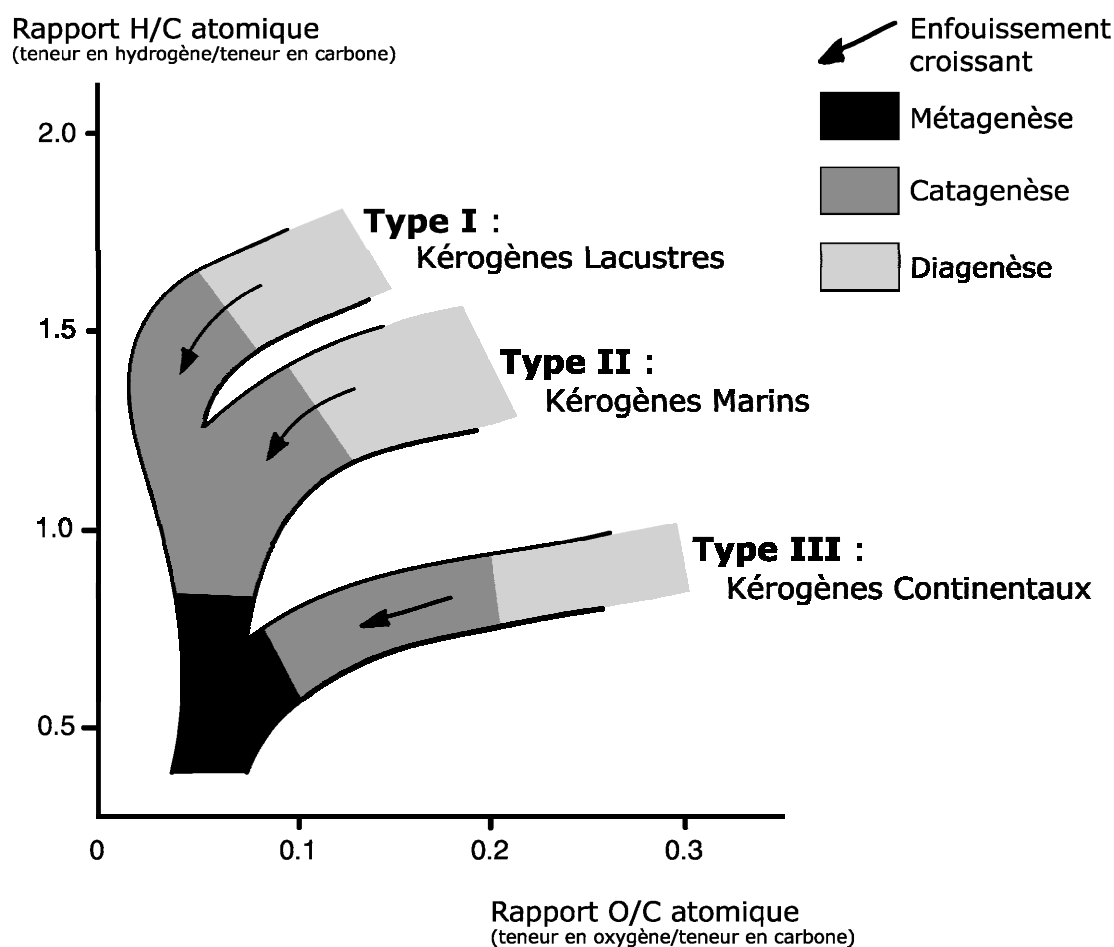 Rapport H/C atomique
(teneur en hydrogène/teneur en carbone)
Enfouissement
croissant
Métagenèse
Catagenèse
Diagenèse
2.0
1.5
1.0
0.5
Type I :
Kérogènes Lacustres
Type II :
Kérogènes Marins
Type III :
Kérogènes Continentaux
0
0.1
0.2
0.3
Rapport O/C atomique
(teneur en oxygène/teneur en carbone)